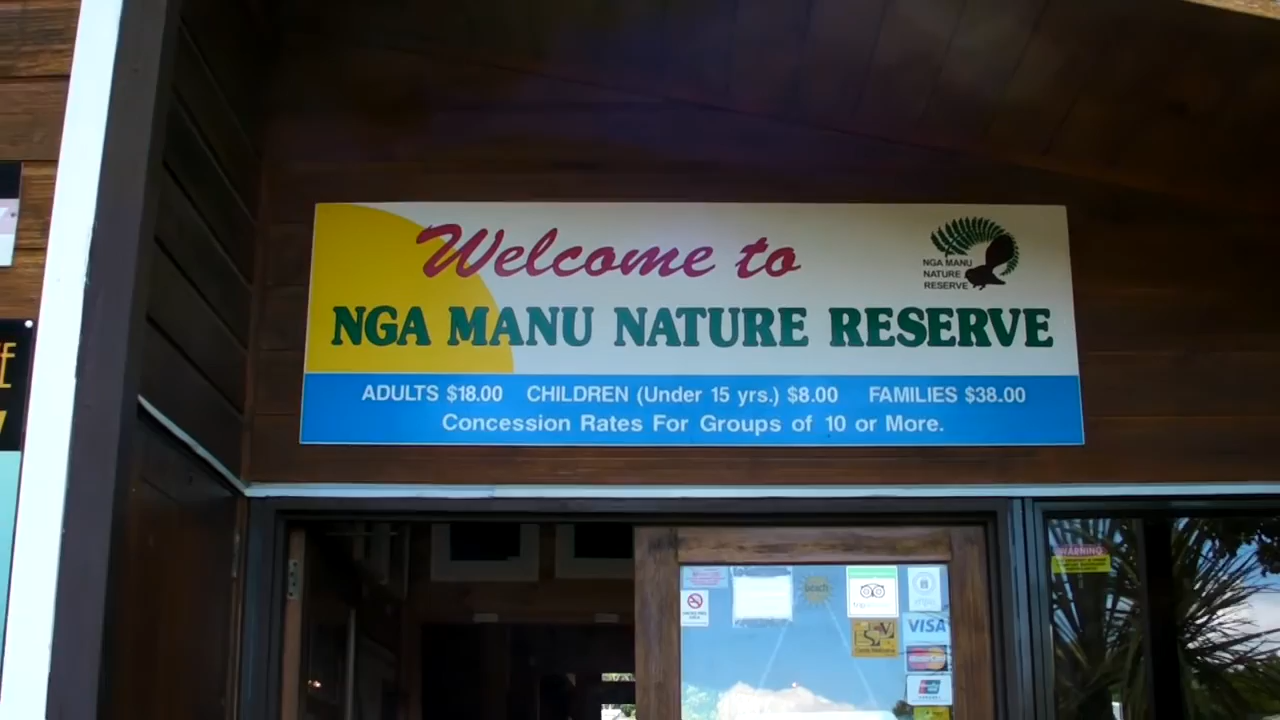 Welcome to
NGA MANU
NATURE
RESERVE
NGA MANU NATURE RESERVE
ADULTS $18.00 CHILDREN (Under 15 yrs.) $8.00 FAMILIES $38.00
Concession Rates For Groups of 10 or More.
WARNING
VISA